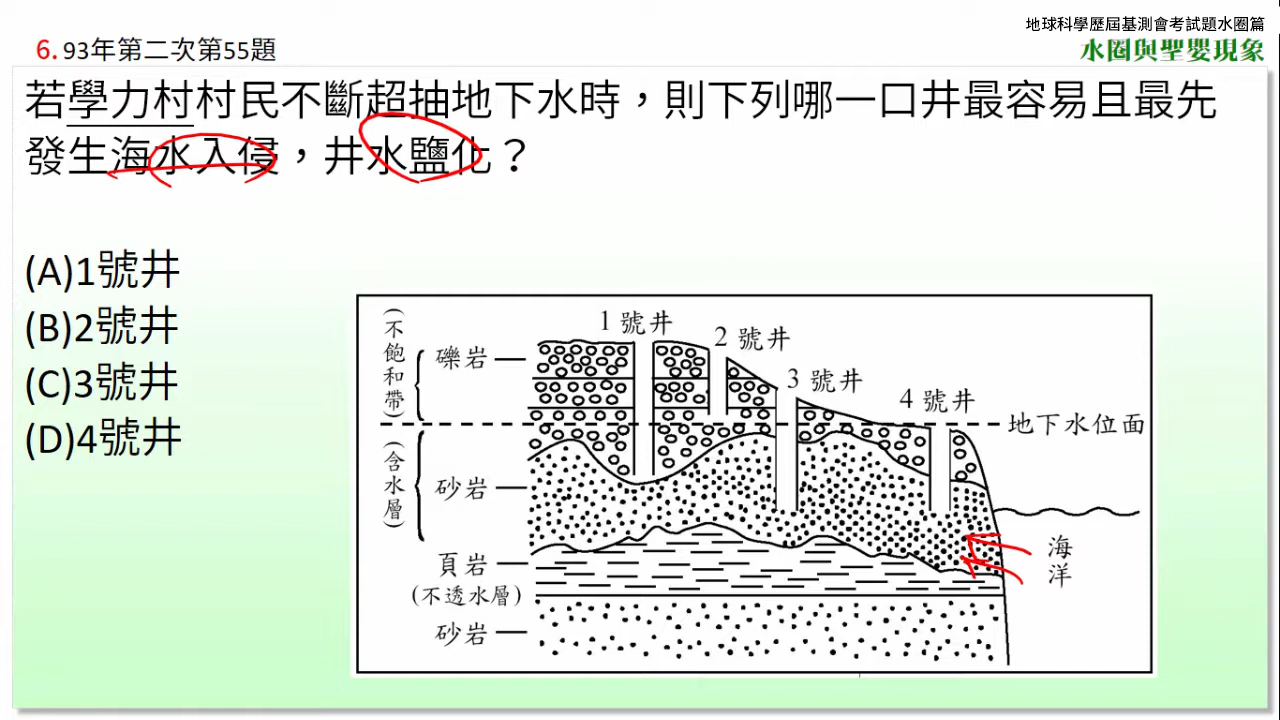 地球科學歷屆基測會考試題水圈篇
水圈與聖嬰現象
6. 93年第二次第55題
若學力村村民不斷超抽地下水時，則下列哪一口井最容易且最先
發生海水入侵，井水鹽化？
(A)1號井
(B)2號井
(C)3號井
(D)4號井
1 號井
2 號井
3 號井
4 號井
(不飽和帶)
礫岩
地下水位面
(含水層)
砂岩
頁岩
(不透水層)
砂岩
海洋